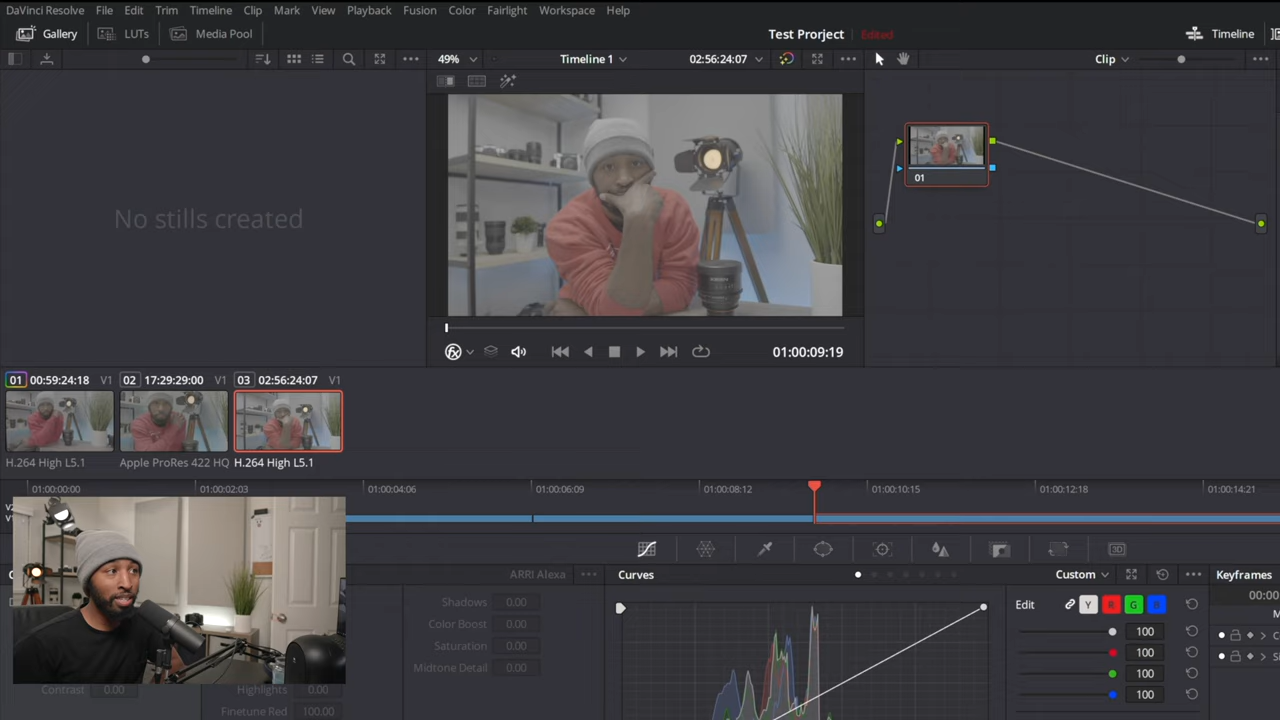 DaVinci Resolve File Edit Trim Timeline Clip Mark View Playback Fusion Color Fairlight Workspace Help
Gallery LUTs Media Pool Test Project Edited Timeline
49% Timeline 1 02:56:24:07 Clip
No stills created
01
01:00:09:19
01 00:59:24:18 V1 02 17:29:29:00 V1 03 02:56:24:07 V1
H.264 High L5.1 Apple ProRes 422 HQ H.264 High L5.1
01:00:00:00 01:00:02:03 01:00:04:06 01:00:06:09 01:00:08:12 01:00:10:15 01:00:12:18 01:00:14:21
V1
ARRI Alexa Curves Custom Keyframes
Shadows 0.00
Color Boost 0.00
Saturation 0.00
Midtone Detail 0.00
Contrast 0.00 Highlights 0.00
Finetune Red 100.00
Edit Y R G B
100
100
100
100
00:00